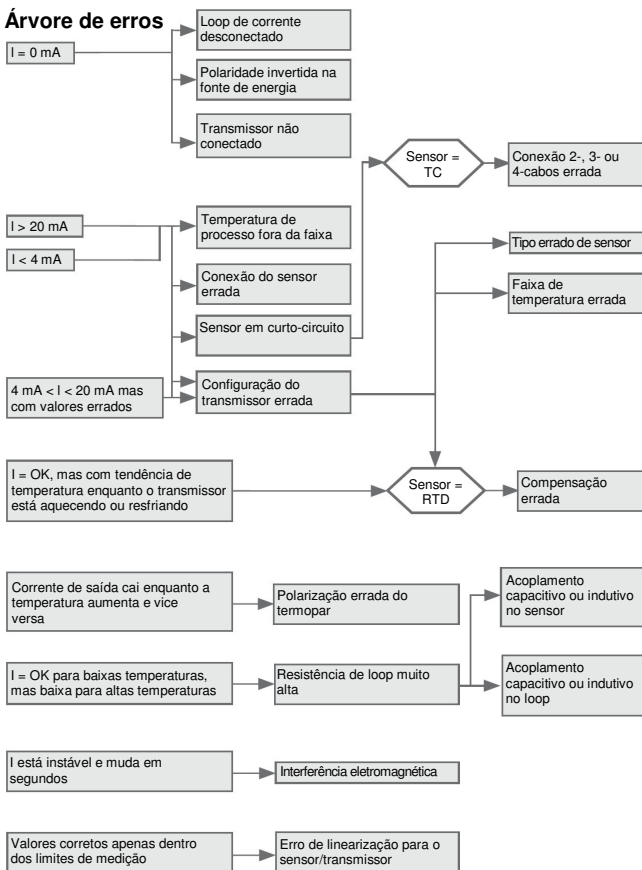 Árvore de erros
I = 0 mA
Loop de corrente
desconectado
Polaridade invertida na
fonte de energia
Transmissor não
conectado
Sensor =
TC
Conexão 2-, 3- ou
4-cabos errada
I > 20 mA
I < 4 mA
Temperatura de
processo fora da faixa
Tipo errado de sensor
Conexão do sensor
errada
Faixa de
temperatura errada
Sensor em curto-circuito
4 mA < I < 20 mA mas
com valores errados
Configuração do
transmissor errada
I = OK, mas com tendência de
temperatura enquanto o transmissor
está aquecendo ou resfriando
Sensor =
RTD
Compensação
errada
Corrente de saída cai enquanto a
temperatura aumenta e vice
versa
Polarização errada do
termopar
Acoplamento
capacitivo ou indutivo
no sensor
I = OK para baixas temperaturas,
mas baixa para altas temperaturas
Resistência de loop muito
alta
Acoplamento
capacitivo ou indutivo
no loop
I está instável e muda em
segundos
Interferência eletromagnética
Valores corretos apenas dentro
dos limites de medição
Erro de linearização para o
sensor/transmissor